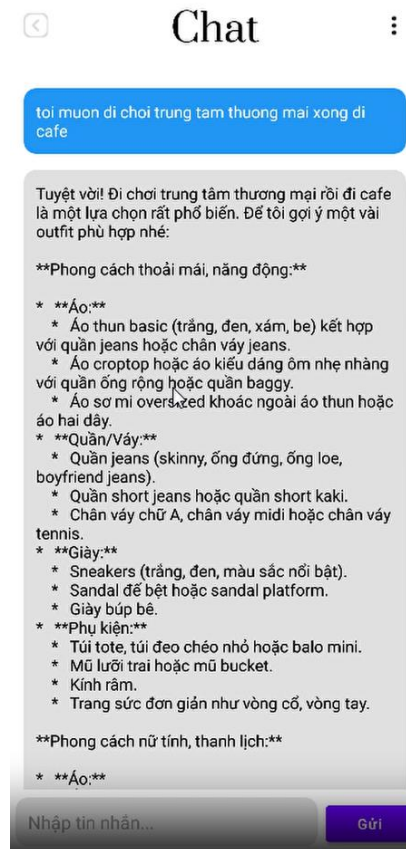 Chat
toi muon di choi trung tam thuong mai xong di
cafe
Tuyệt vời! Đi chơi trung tâm thương mại rồi đi cafe
là một lựa chọn rất phổ biến. Để tôi gợi ý một vài
outfit phù hợp nhé:
**Phong cách thoải mái, năng động:**
* **Áo:**
* Áo thun basic (trắng, đen, xám, be) kết hợp
với quần jeans hoặc chân váy jeans.
* Áo croptop hoặc áo kiểu dáng ôm nhẹ nhàng
với quần ống rộng hoặc quần baggy.
* Áo sơ mi oversized khoác ngoài áo thun hoặc
áo hai dây.
* **Quần/Váy:**
* Quần jeans (skinny, ống đứng, ống loe,
boyfriend jeans).
* Quần short jeans hoặc quần short kaki.
* Chân váy chữ A, chân váy midi hoặc chân váy
tennis.
* **Giày:**
* Sneakers (trắng, đen, màu sắc nổi bật).
* Sandal đế bệt hoặc sandal platform.
* Giày búp bê.
* **Phụ kiện:**
* Túi tote, túi đeo chéo nhỏ hoặc balo mini.
* Mũ lưỡi trai hoặc mũ bucket.
* Kính râm.
* Trang sức đơn giản như vòng cổ, vòng tay.
**Phong cách nữ tính, thanh lịch:**
* **Áo:**
Nhập tin nhắn...
Gửi